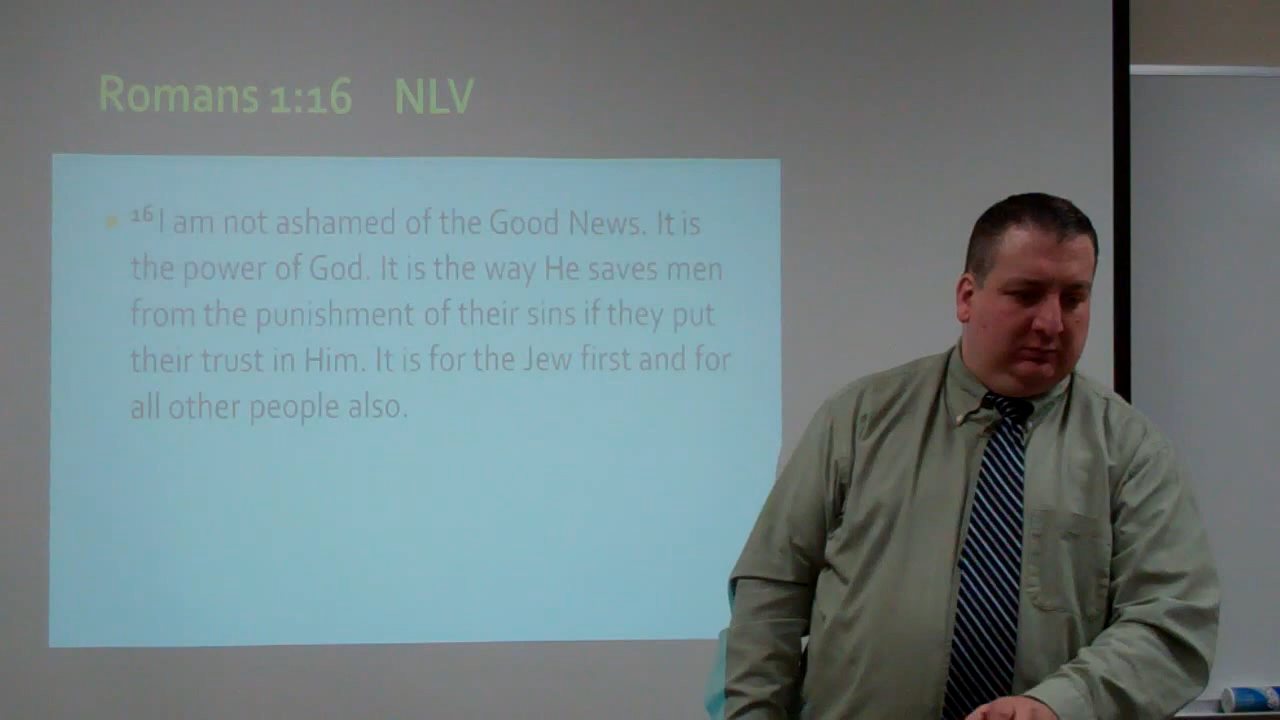 Romans 1:16 NLV
16 I am not ashamed of the Good News. It is
the power of God. It is the way He saves men
from the punishment of their sins if they put
their trust in Him. It is for the Jew first and for
all other people also.